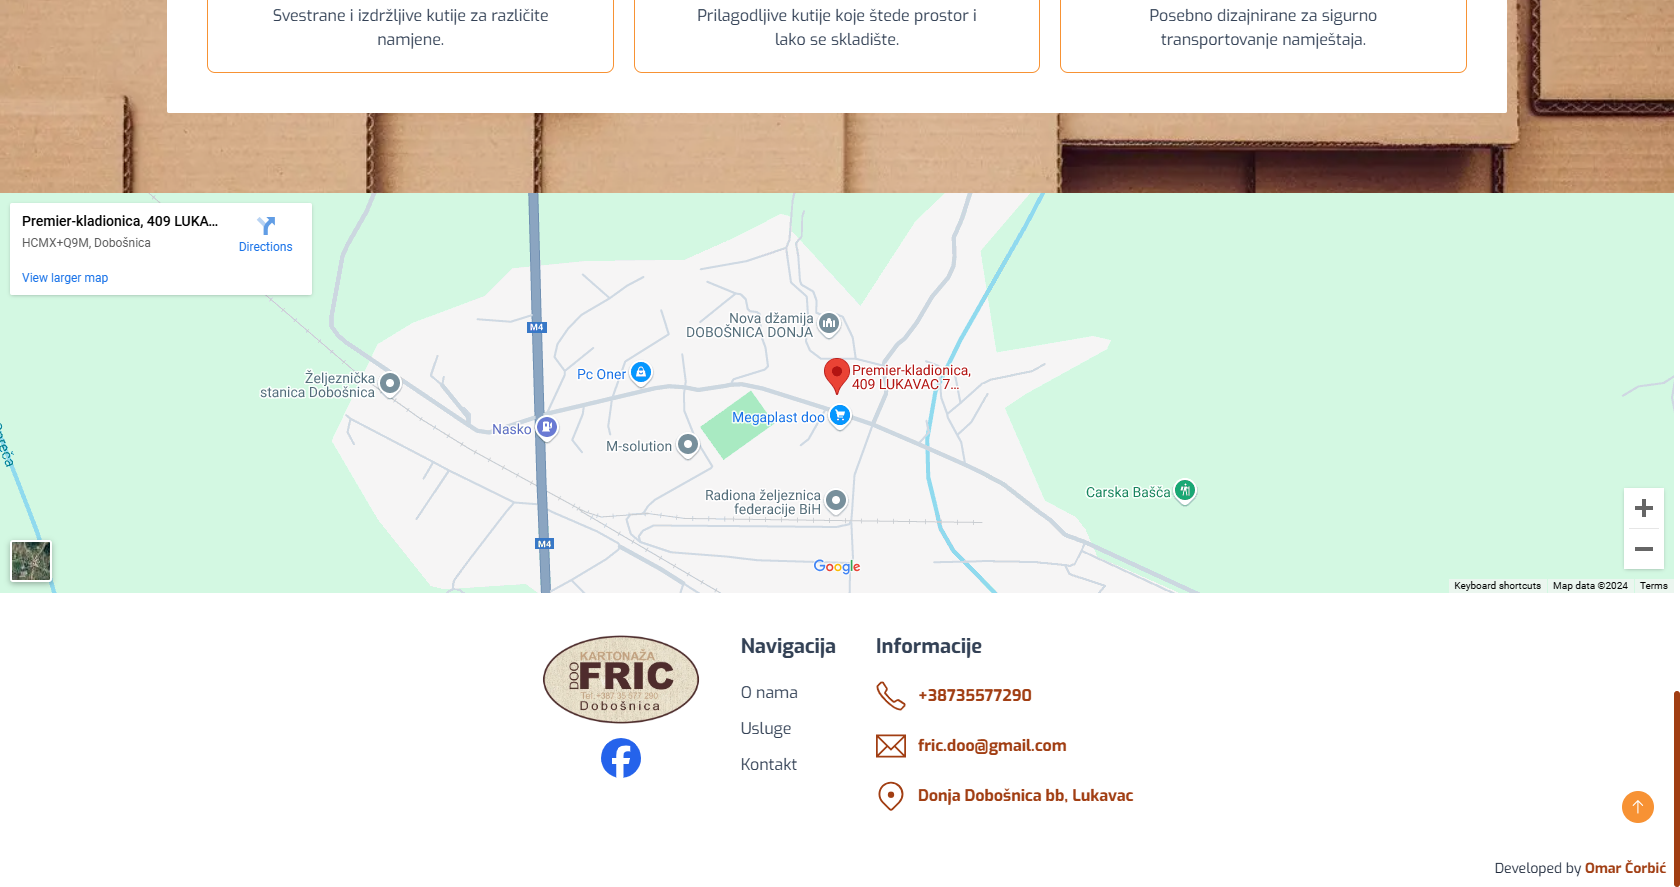 Svestrane i izdržljive kutije za različite
namjene.
Prilagodljive kutije koje štede prostor i
lako se skladište.
Posebno dizajnirane za sigurno
transportovanje namještaja.
Premier-kladionica, 409 LUKA...
HCMX+Q9M, Dobošnica
Directions
View larger map
M4
Nova džamija
DOBOŠNICA DONJA
Pc Oner
Premier-kladionica,
409 LUKAVAC 7...
Željeznička
stanica Dobošnica
Megaplast doo
Nasko
M-solution
Spreča
Carska Bašča
Radiona željeznica
federacije BiH
M4
Google
Keyboard shortcuts
Map data ©2024
Terms
KARTONAŽA
DOO
FRIC
Tel.+387 35 577 290
Dobošnica
Navigacija
O nama
Usluge
Kontakt
Informacije
+38735577290
fric.doo@gmail.com
Donja Dobošnica bb, Lukavac
Developed by Omar Čorbić